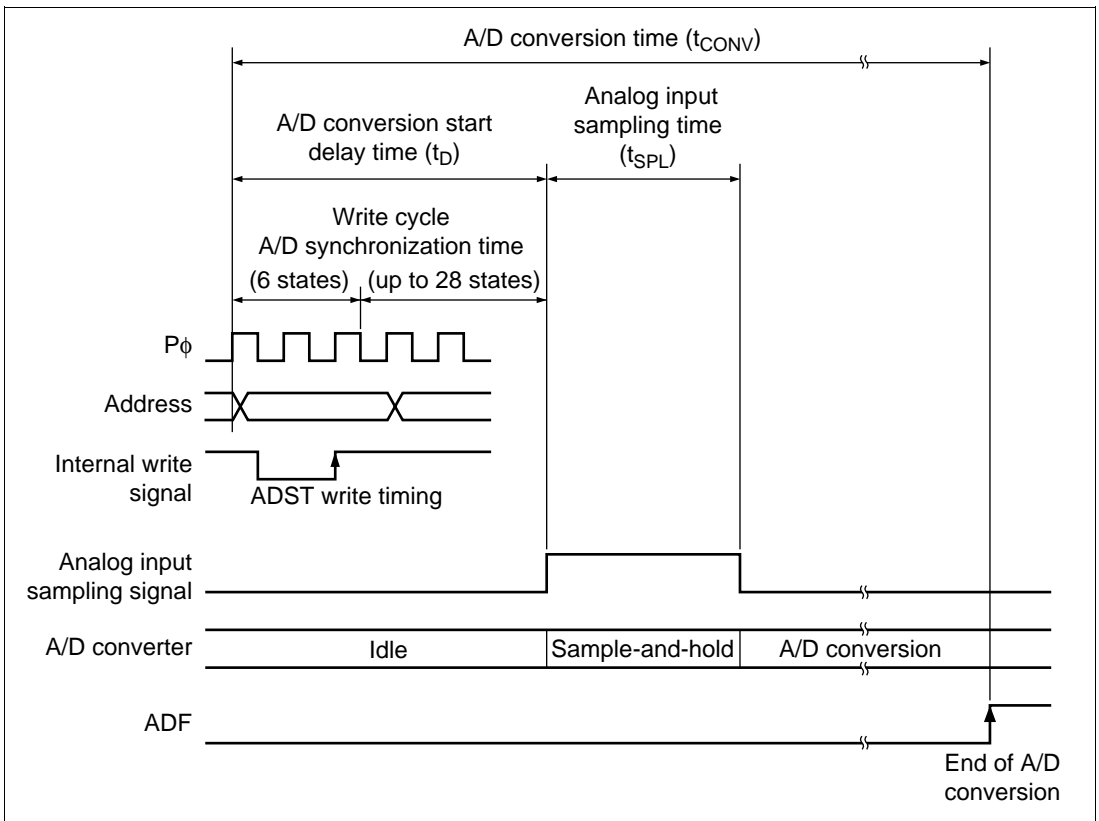 A/D conversion time (tCONV)
Analog input
sampling time
(tSPL)
A/D conversion start
delay time (tD)
Write cycle
A/D synchronization time
(6 states) (up to 28 states)
Pϕ
Address
Internal write
signal
ADST write timing
Analog input
sampling signal
A/D converter
Idle
Sample-and-hold
A/D conversion
ADF
End of A/D
conversion